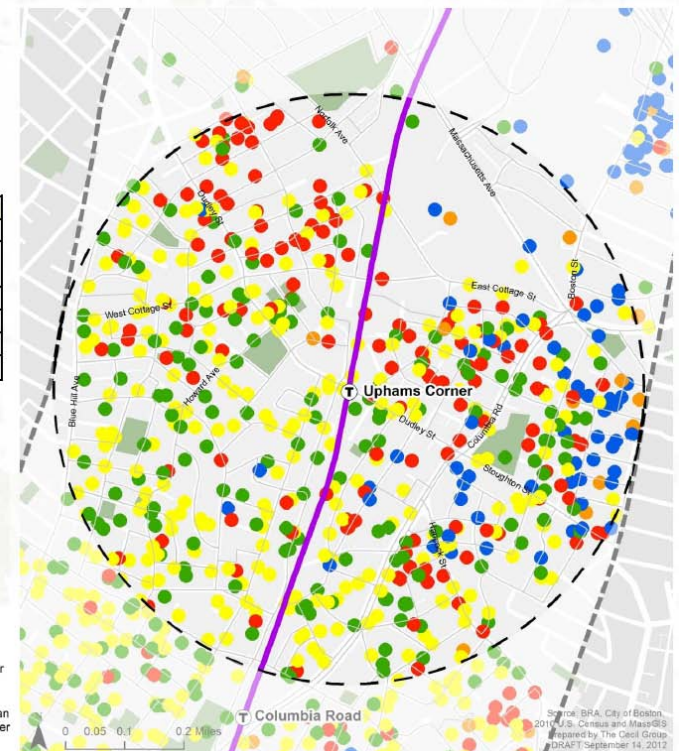 Norfolk Ave
Massachusetts Ave
Dudley St
Boston St
East Cottage St
West Cottage St
Howard Ave
Blue Hill Ave
T Uphams Corner
Dudley St
Columbia Rd
Stoughton St
Hancock St
T Columbia Road
0 0.05 0.1 0.2 Miles
Source: BRA, City of Boston,
2010 U.S. Census and MassGIS
Prepared by The Cecil Group
DRAFT September 14, 2012